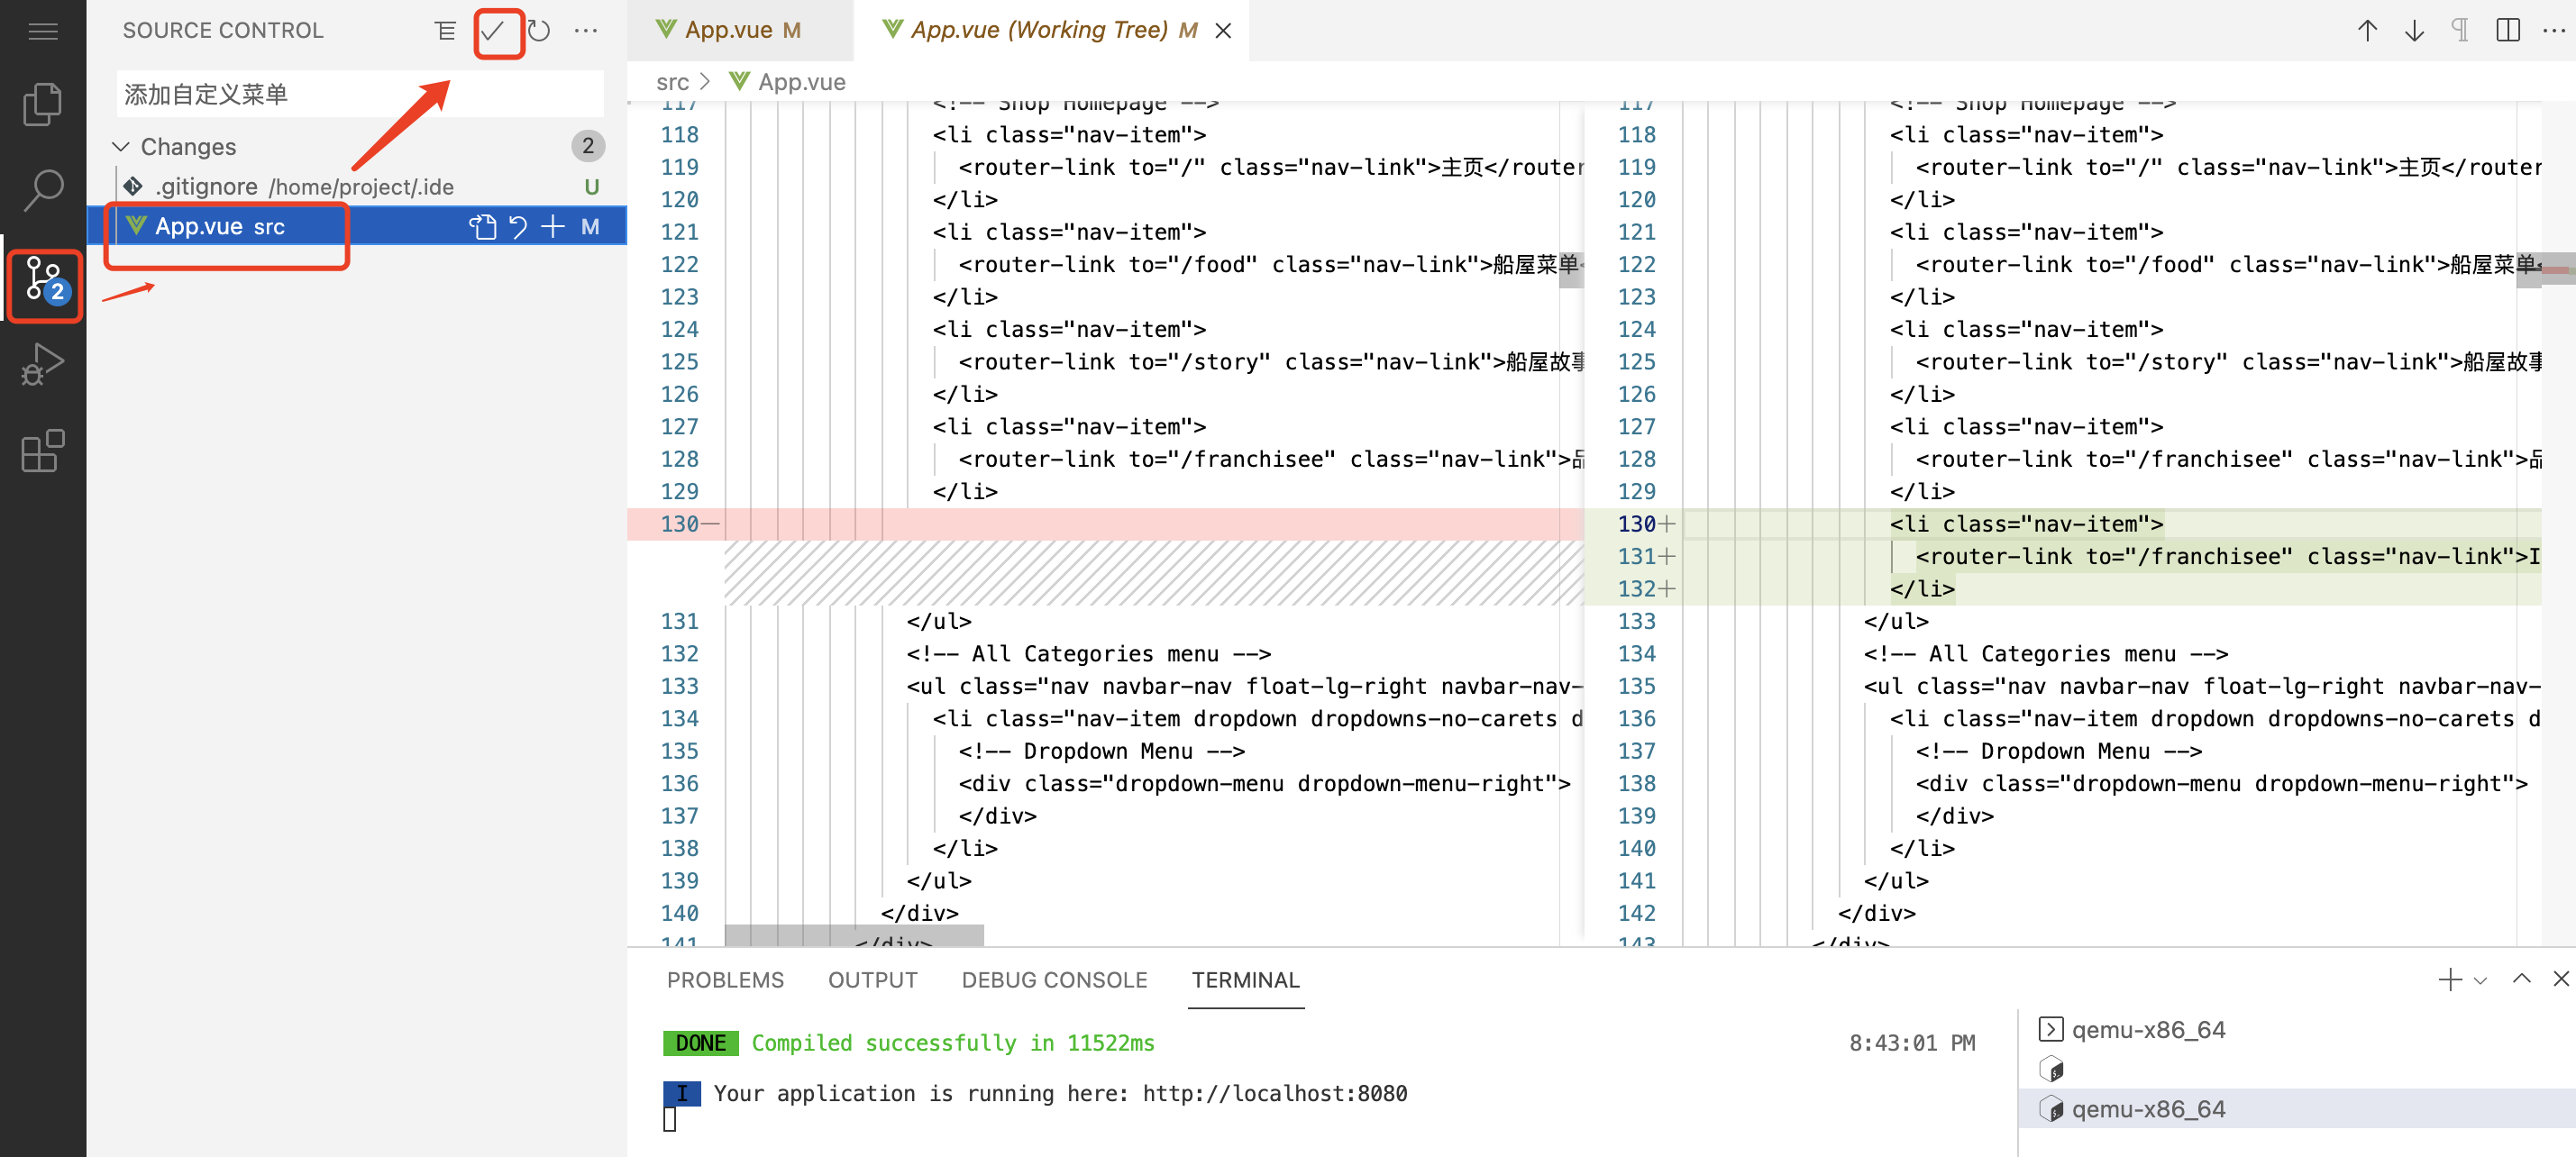 SOURCE CONTROL
添加自定义菜单
Changes
2
.gitignore /home/project/.ide
U
App.vue src
M
2
App.vue M
App.vue (Working Tree) M
src > App.vue
117 <!-- Shop Homepage -->
118 <li class="nav-item">
119 <router-link to="/" class="nav-link">主页</router
120 </li>
121 <li class="nav-item">
122 <router-link to="/food" class="nav-link">船屋菜单<
123 </li>
124 <li class="nav-item">
125 <router-link to="/story" class="nav-link">船屋故事
126 </li>
127 <li class="nav-item">
128 <router-link to="/franchisee" class="nav-link">品
129 </li>
130—
131 </ul>
132 <!-- All Categories menu -->
133 <ul class="nav navbar-nav float-lg-right navbar-nav-
134 <li class="nav-item dropdown dropdowns-no-carets d
135 <!-- Dropdown Menu -->
136 <div class="dropdown-menu dropdown-menu-right">
137 </div>
138 </li>
139 </ul>
140 </div>
141 </div>
117 <!-- Shop Homepage -->
118 <li class="nav-item">
119 <router-link to="/" class="nav-link">主页</router
120 </li>
121 <li class="nav-item">
122 <router-link to="/food" class="nav-link">船屋菜单<
123 </li>
124 <li class="nav-item">
125 <router-link to="/story" class="nav-link">船屋故事
126 </li>
127 <li class="nav-item">
128 <router-link to="/franchisee" class="nav-link">品
129 </li>
130+ <li class="nav-item">
131+ <router-link to="/franchisee" class="nav-link">I
132+ </li>
133 </ul>
134 <!-- All Categories menu -->
135 <ul class="nav navbar-nav float-lg-right navbar-nav-
136 <li class="nav-item dropdown dropdowns-no-carets d
137 <!-- Dropdown Menu -->
138 <div class="dropdown-menu dropdown-menu-right">
139 </div>
140 </li>
141 </ul>
142 </div>
143 </div>
PROBLEMS OUTPUT DEBUG CONSOLE TERMINAL
DONE Compiled successfully in 11522ms 8:43:01 PM
I Your application is running here: http://localhost:8080
qemu-x86_64
qemu-x86_64